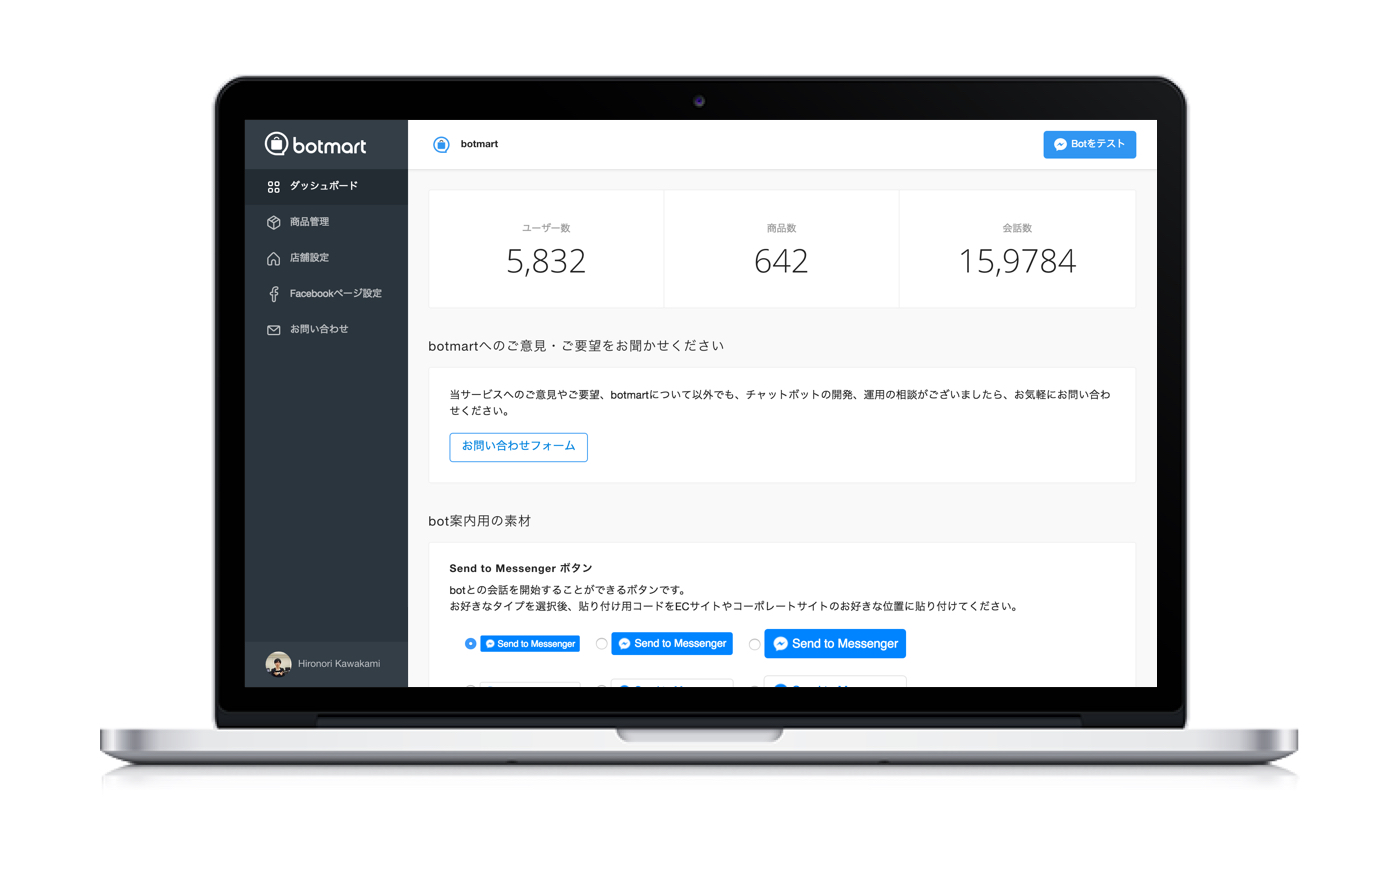 botmart
botmart
Botをテスト
ダッシュボード
商品管理
店舗設定
Facebookページ設定
お問い合わせ
ユーザー数
5,832
商品数
642
会話数
15,9784
botmartへのご意見・ご要望をお聞かせください
当サービスへのご意見やご要望、botmartについて以外でも、チャットボットの開発、運用の相談がございましたら、お気軽にお問い合わ
せください。
お問い合わせフォーム
bot案内用の素材
Send to Messenger ボタン
botとの会話を開始することができるボタンです。
お好きなタイプを選択後、貼り付け用コードをECサイトやコーポレートサイトのお好きな位置に貼り付けてください。
Send to Messenger
Send to Messenger
Send to Messenger
Hironori Kawakami